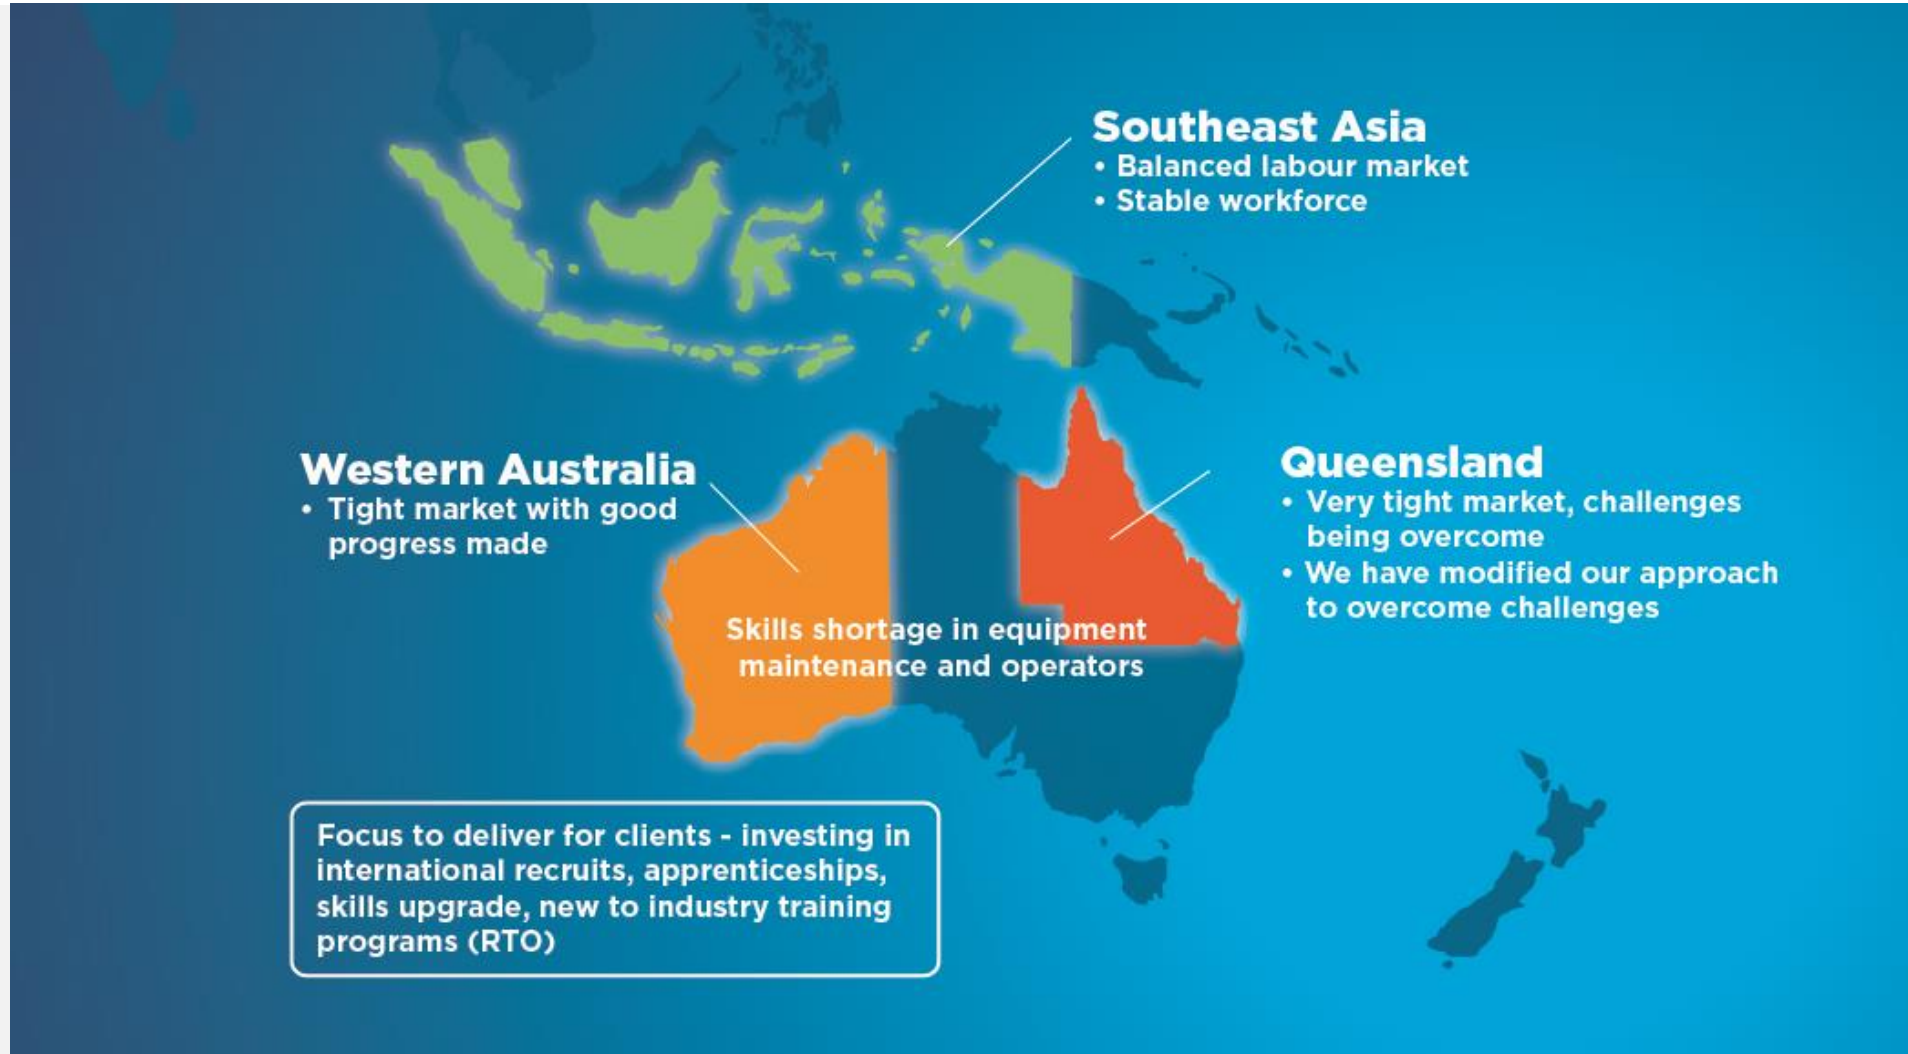 Southeast Asia
• Balanced labour market
• Stable workforce
Western Australia
• Tight market with good
progress made
Queensland
• Very tight market, challenges
being overcome
• We have modified our approach
to overcome challenges
Skills shortage in equipment
maintenance and operators
Focus to deliver for clients - investing in
international recruits, apprenticeships,
skills upgrade, new to industry training
programs (RTO)